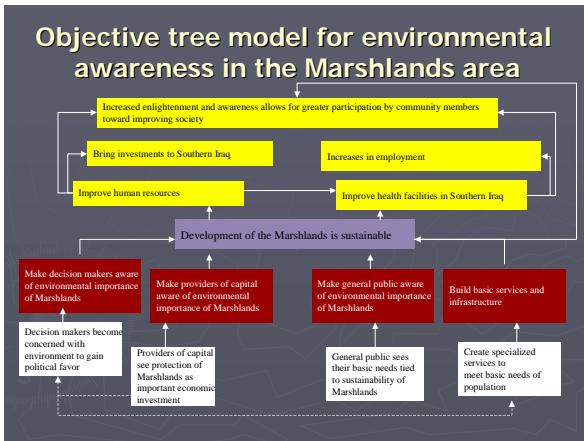 Objective tree model for environmental
awareness in the Marshlands area
Increased enlightenment and awareness allows for greater participation by community members
toward improving society
Bring investments to Southern Iraq
Increases in employment
Improve human resources
Improve health facilities in Southern Iraq
Development of the Marshlands is sustainable
Make decision makers aware
of environmental importance
of Marshlands
Make providers of capital
aware of environmental
importance of Marshlands
Make general public aware
of environmental importance
of Marshlands
Build basic services and
infrastructure
Decision makers become
concerned with
environment to gain
political favor
Providers of capital
see protection of
Marshlands as
important economic
investment
General public sees
their basic needs tied
to sustainability of
Marshlands
Create specialized
services to
meet basic needs of
population